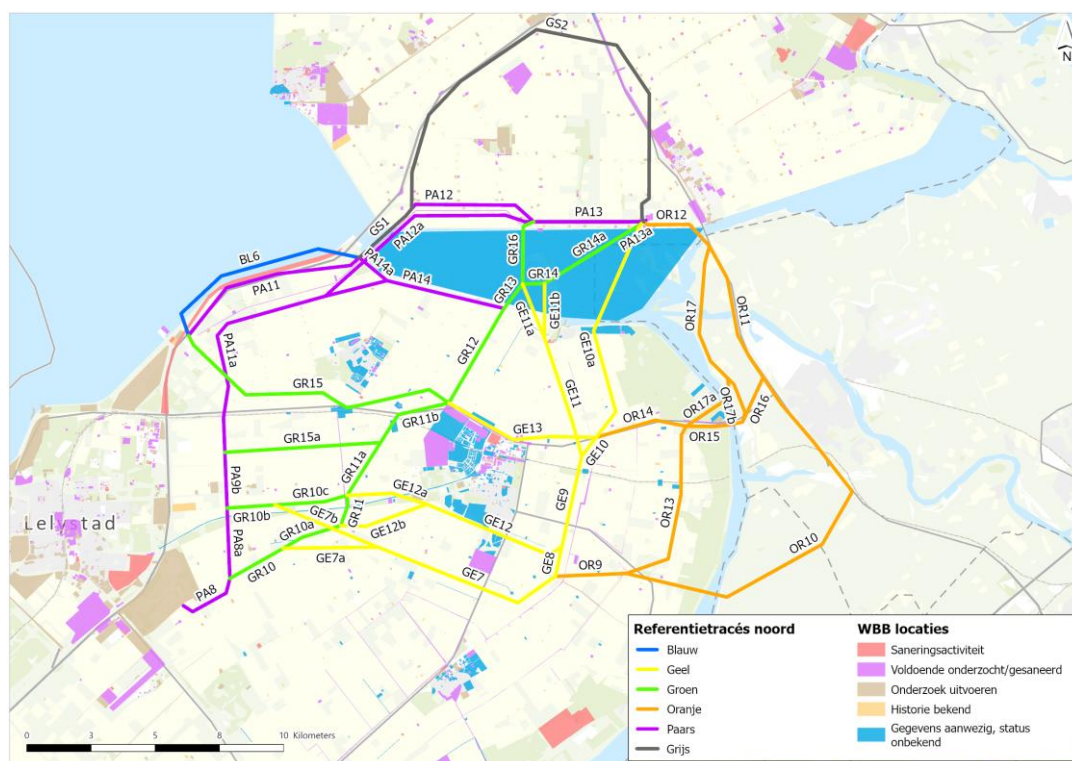 GS2
N
PA12
PA13
OR12
GS1
PA12a
GR16
GR14a
PA13a
BL6
PA14a
PA14
PA11
GR14
GR13
GE11b
GE11a
GE10a
OR17
OR11
PA11a
GR12
GR15
GE11
OR17a
OR17b
OR16
GR11b
OR14
GE13
OR15
GR15a
GE10
GR11a
PA9b
GE9
OR13
GR10c
GE12a
Lelystad
GR10b
GE7b
GR11
GE12
GR10a
GE12b
OR10
PA8a
GE7a
GE8
GR10
GE7
OR9
PA8
Referentietracés noord
Blauw
Geel
Groen
Oranje
Paars
Grijs
WBB locaties
Saneringsactiviteit
Voldoende onderzocht/gesaneerd
Onderzoek uitvoeren
Historie bekend
Gegevens aanwezig, status
onbekend
0 3 6 10 Kilometers